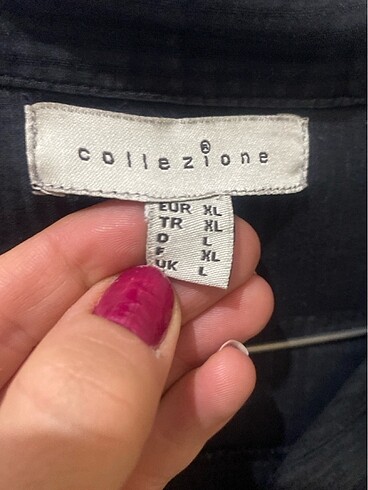 collezione®
EUR XL
TR XL
D L
F XL
UK L